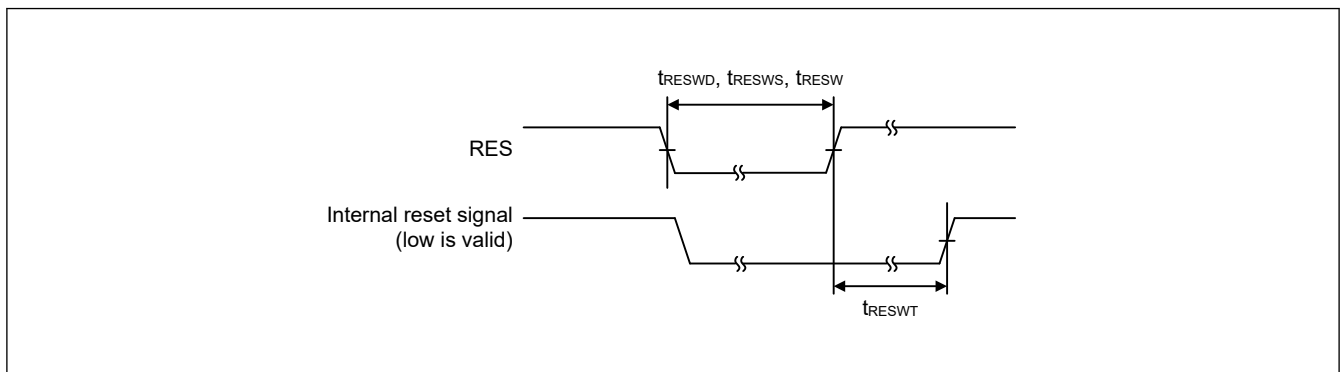 tRESWD, tRESWS, tRESW
RES
Internal reset signal
(low is valid)
tRESWT